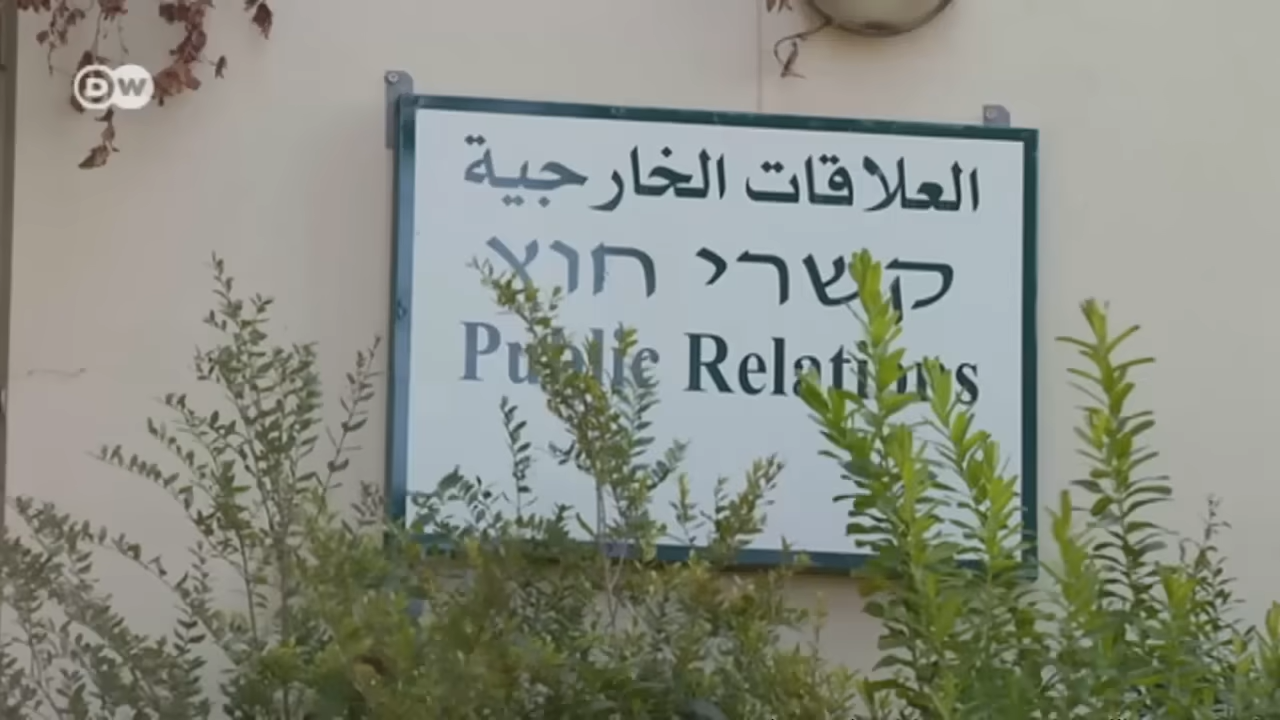 DW
العلاقات الخارجية
קשרי חוץ
Public Relations